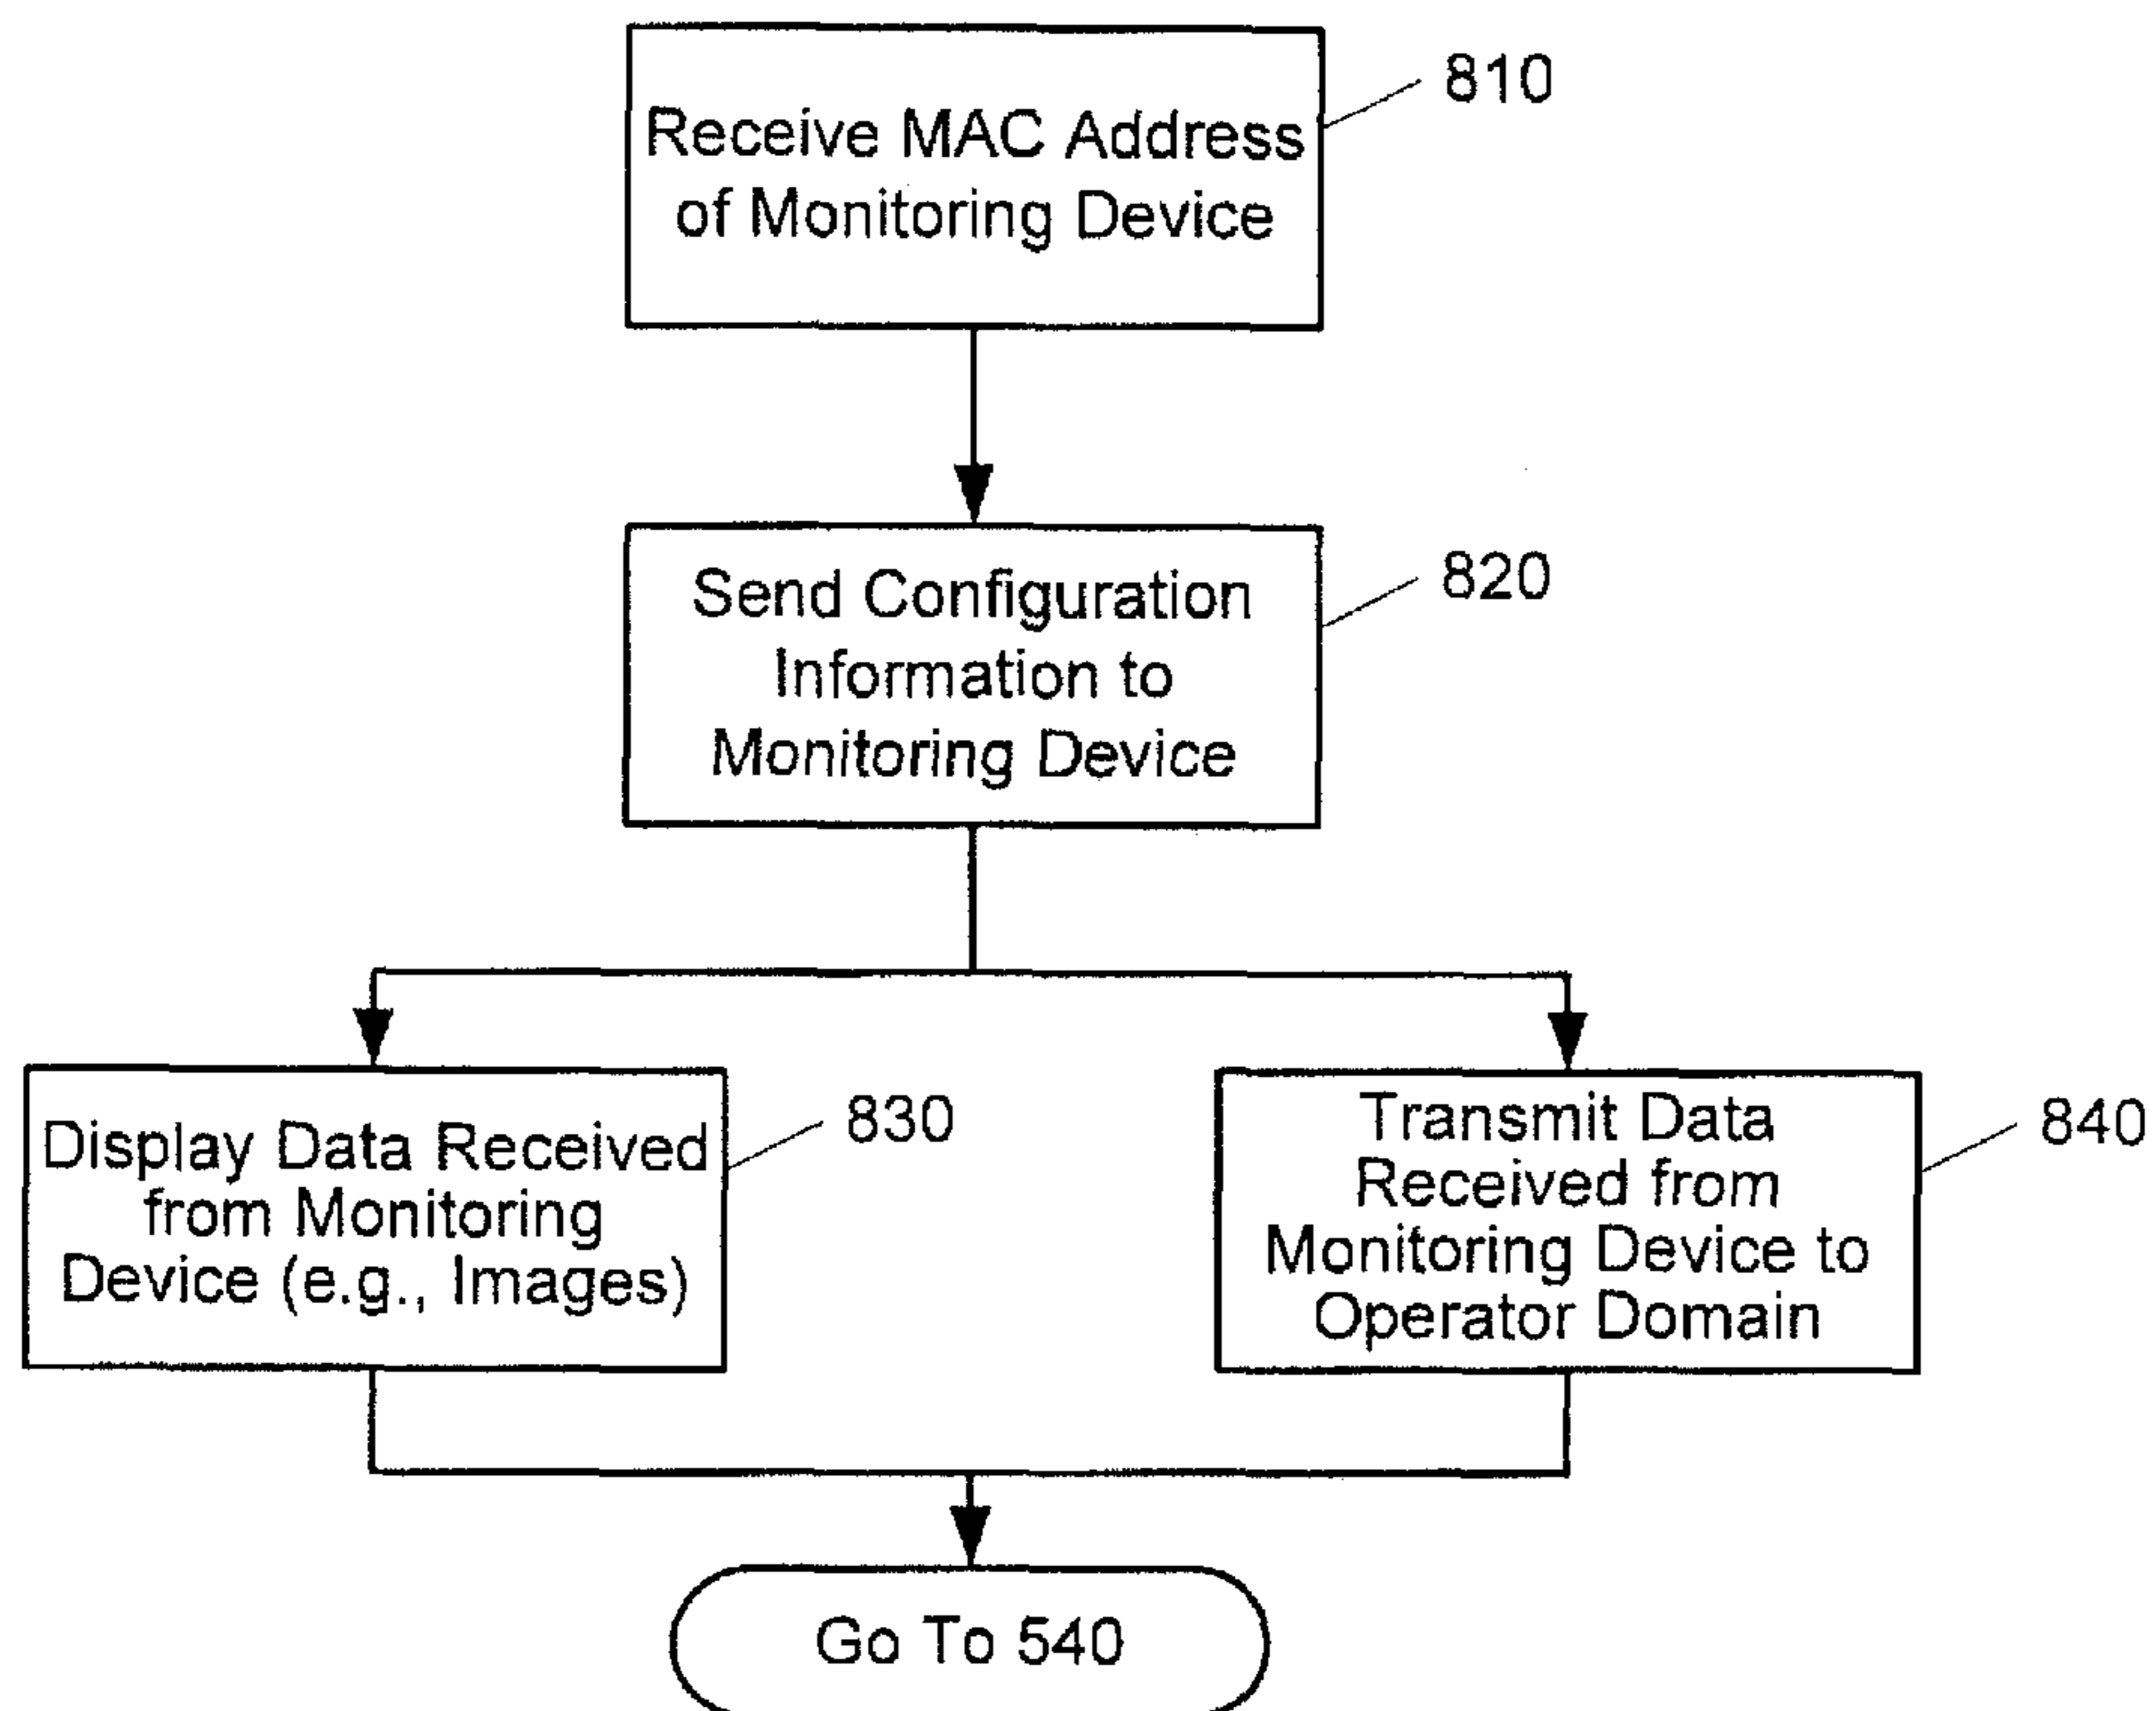 Receive MAC Address
of Monitoring Device
810
Send Configuration
Information to
Monitoring Device
820
Display Data Received
from Monitoring
Device (e.g., Images)
830
Transmit Data
Received from
Monitoring Device to
Operator Domain
840
Go To 540